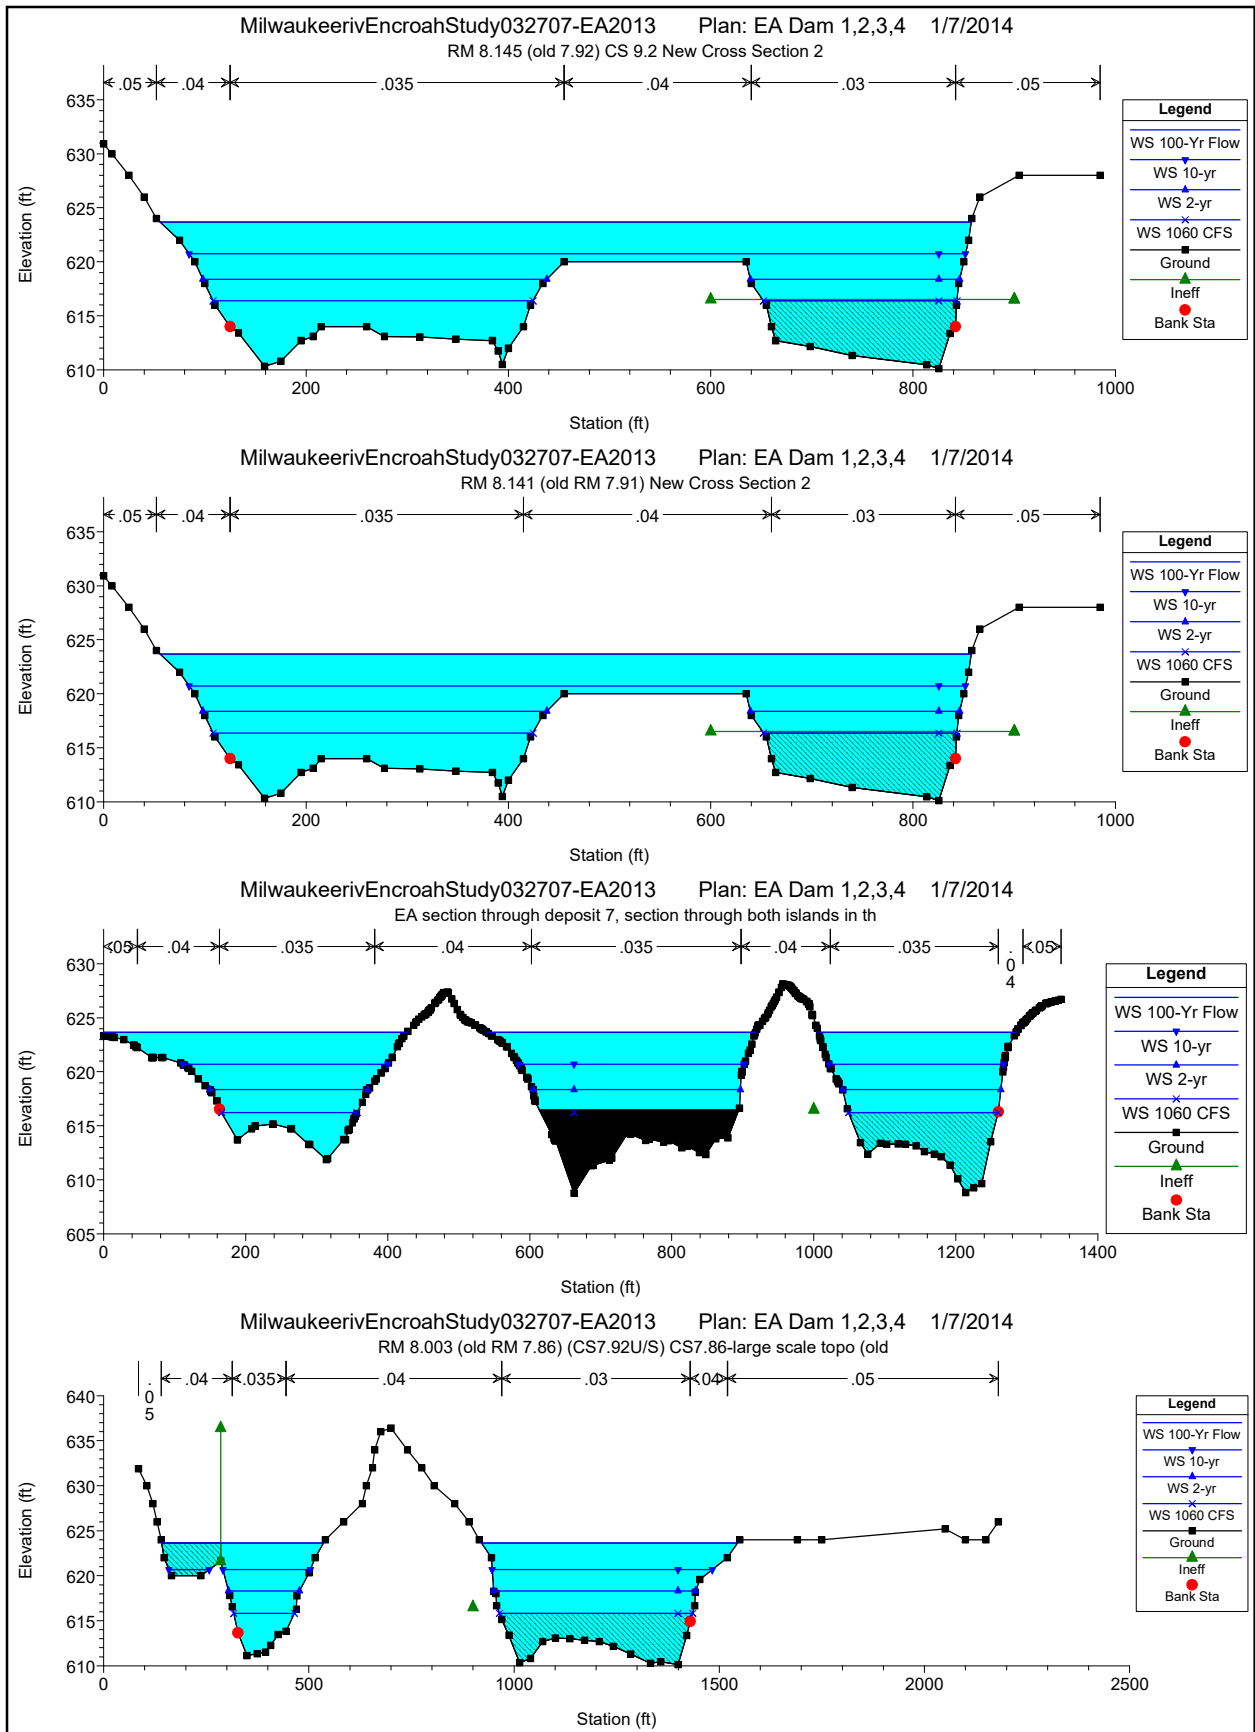 MilwaukeerivEncroahStudy032707-EA2013 Plan: EA Dam 1,2,3,4 1/7/2014
RM 8.145 (old 7.92) CS 9.2 New Cross Section 2
.05 .04 .035 .04 .03 .05
635
630
625
620
615
610
Elevation (ft)
0 200 400 600 800 1000
Station (ft)
Legend
WS 100-Yr Flow
WS 10-yr
WS 2-yr
WS 1060 CFS
Ground
Ineff
Bank Sta
MilwaukeerivEncroahStudy032707-EA2013 Plan: EA Dam 1,2,3,4 1/7/2014
RM 8.141 (old RM 7.91) New Cross Section 2
.05 .04 .035 .04 .03 .05
635
630
625
620
615
610
Elevation (ft)
0 200 400 600 800 1000
Station (ft)
Legend
WS 100-Yr Flow
WS 10-yr
WS 2-yr
WS 1060 CFS
Ground
Ineff
Bank Sta
MilwaukeerivEncroahStudy032707-EA2013 Plan: EA Dam 1,2,3,4 1/7/2014
EA section through deposit 7, section through both islands in th
.05 .04 .035 .04 .035 .04 .035 .04 .05
630
625
620
615
610
605
Elevation (ft)
0 200 400 600 800 1000 1200 1400
Station (ft)
Legend
WS 100-Yr Flow
WS 10-yr
WS 2-yr
WS 1060 CFS
Ground
Ineff
Bank Sta
MilwaukeerivEncroahStudy032707-EA2013 Plan: EA Dam 1,2,3,4 1/7/2014
RM 8.003 (old RM 7.86) (CS7.92U/S) CS7.86-large scale topo (old
.05 .04 .035 .04 .03 .04 .05
640
635
630
625
620
615
610
Elevation (ft)
0 500 1000 1500 2000 2500
Station (ft)
Legend
WS 100-Yr Flow
WS 10-yr
WS 2-yr
WS 1060 CFS
Ground
Ineff
Bank Sta